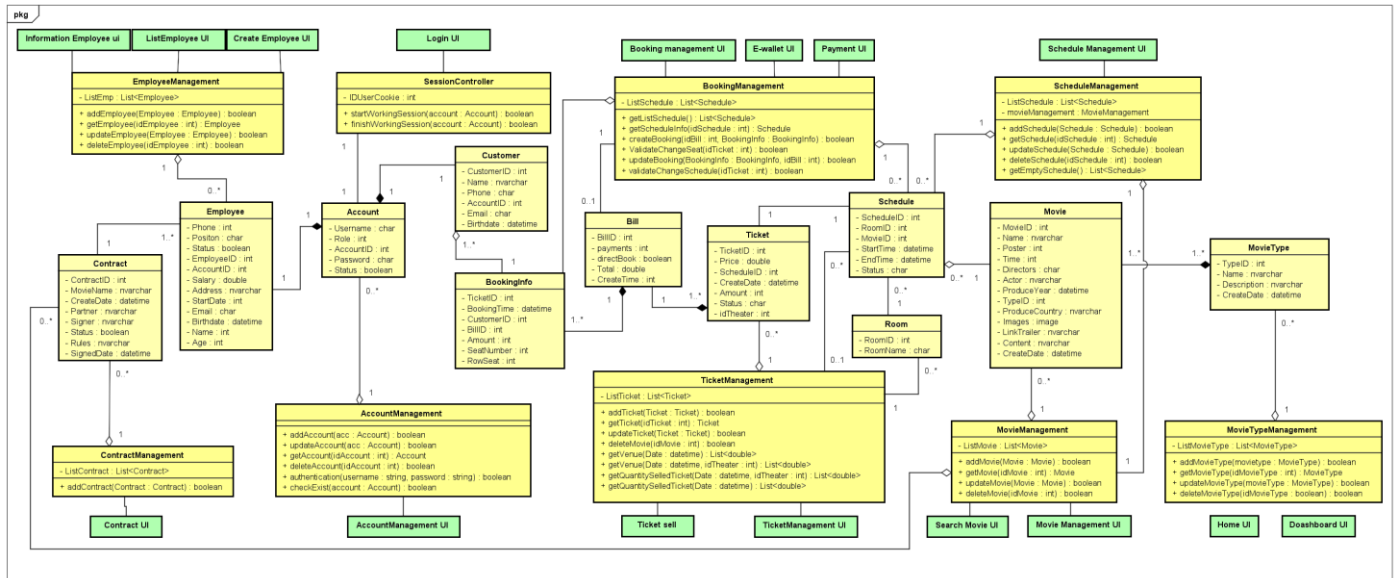 pkg
Information Employee ui
ListEmployee UI
Create Employee UI
Login UI
Booking management UI
E-wallet UI
Payment UI
Schedule Management UI
EmployeeManagement
- ListEmp : List<Employee>
+ addEmployee(Employee : Employee) : boolean
+ getEmployee(idEmployee : int) : Employee
+ updateEmployee(Employee : Employee) : boolean
+ deleteEmployee(idEmployee : int) : boolean
SessionController
- IDUserCookie : int
+ startWorkingSession(account : Account) : boolean
+ finishWorkingSession(account : Account) : boolean
BookingManagement
- ListSchedule : List<Schedule>
+ getListSchedule() : List<Schedule>
+ getScheduleInfo(idSchedule : int) : Schedule
+ createBooking(idBill : int, BookingInfo : BookingInfo) : boolean
+ ValidateChangeSeat(idTicket : int) : boolean
+ updateBooking(BookingInfo : BookingInfo, idBill : int) : boolean
+ validateChangeSchedule(idTicket : int) : boolean
ScheduleManagement
- ListSchedule : List<Schedule>
- movieManagement : MovieManagement
+ addSchedule(Schedule : Schedule) : boolean
+ getSchedule(idSchedule : int) : Schedule
+ updateSchedule(Schedule : Schedule) : boolean
+ deleteSchedule(idSchedule : int) : boolean
+ getEmptySchedule() : List<Schedule>
Customer
- CustomerID : int
- Name : nvarchar
- Phone : char
- AccountID : int
- Email : char
- Birthdate : datetime
Employee
- Phone : int
- Positon : char
- Status : boolean
- EmployeeID : int
- AccountID : int
- Salary : double
- Address : nvarchar
- StartDate : int
- Email : char
- Birthdate : datetime
- Name : int
- Age : int
Account
- Username : char
- Role : int
- AccountID : int
- Password : char
- Status : boolean
Contract
- ContractID : int
- MovieName : nvarchar
- CreateDate : datetime
- Partner : nvarchar
- Signer : nvarchar
- Status : boolean
- Rules : nvarchar
- SignedDate : datetime
BookingInfo
- TicketID : int
- BookingTime : datetime
- CustomerID : int
- BillID : int
- Amount : int
- SeatNumber : int
- RowSeat : int
Bill
- BillID : int
- payments : int
- directBook : boolean
- Total : double
- CreateTime : int
Ticket
- TicketID : int
- Price : double
- ScheduleID : int
- CreateDate : datetime
- Amount : int
- Status : char
- idTheater : int
Schedule
- ScheduleID : int
- RoomID : int
- MovieID : int
- StartTime : datetime
- EndTime : datetime
- Status : char
Room
- RoomID : int
- RoomName : char
Movie
- MovieID : int
- Name : nvarchar
- Poster : int
- Time : int
- Directors : char
- Actor : nvarchar
- ProduceYear : datetime
- TypeID : int
- ProduceCountry : nvarchar
- Images : image
- LinkTrailer : nvarchar
- Content : nvarchar
- CreateDate : datetime
MovieType
- TypeID : int
- Name : nvarchar
- Description : nvarchar
- CreateDate : datetime
ContractManagement
- ListContract : List<Contract>
+ addContract(Contract : Contract) : boolean
AccountManagement
+ addAccount(acc : Account) : boolean
+ updateAccount(acc : Account) : boolean
+ getAccount(idAccount : int) : Account
+ deleteAccount(idAccount : int) : boolean
+ authentication(username : string, password : string) : boolean
+ checkExist(account : Account) : boolean
TicketManagement
- ListTicket : List<Ticket>
+ addTicket(Ticket : Ticket) : boolean
+ getTicket(idTicket : int) : Ticket
+ updateTicket(Ticket : Ticket) : boolean
+ deleteMovie(idMovie : int) : boolean
+ getVenue(Date : datetime) : List<double>
+ getVenue(Date : datetime, idTheater : int) : List<double>
+ getQuantitySelledTicket(Date : datetime, idTheater : int) : List<double>
+ getQuantitySelledTicket(Date : datetime) : List<double>
MovieManagement
- ListMovie : List<Movie>
+ addMovie(Movie : Movie) : boolean
+ getMovie(idMovie : int) : Movie
+ updateMovie(Movie : Movie) : boolean
+ deleteMovie(idMovie : int) : boolean
MovieTypeManagement
- ListMovieType : List<MovieType>
+ addMovieType(movietype : MovieType) : boolean
+ getMovieType(idMovieType : int) : MovieType
+ updateMovieType(movieType : MovieType) : boolean
+ deleteMovieType(idMovieType : boolean) : boolean
Contract UI
AccountManagement UI
Ticket sell
TicketManagement UI
Search Movie UI
Movie Management UI
Home UI
Doashboard UI